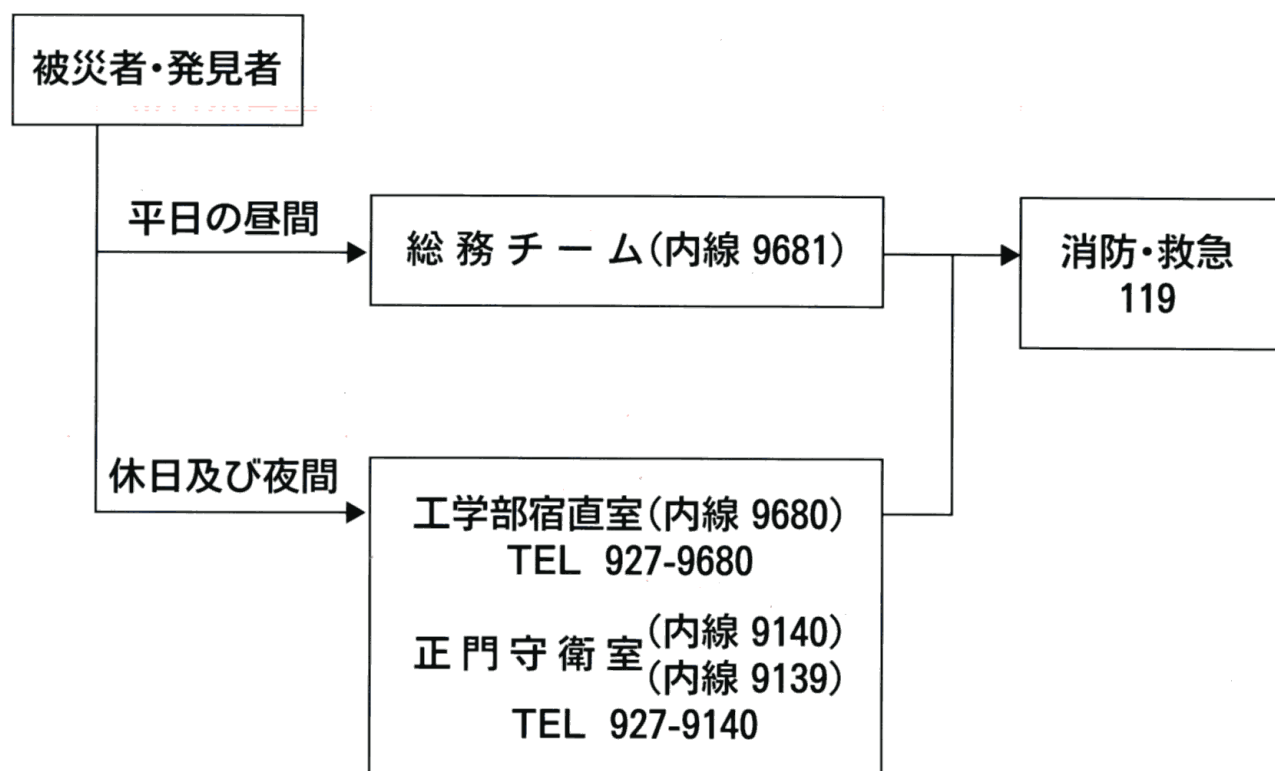 被災者・発見者
平日の昼間
総務チーム(内線 9681)
消防・救急
119
休日及び夜間
工学部宿直室(内線 9680)
TEL 927-9680
正門守衛室(内線 9140)
(内線 9139)
TEL 927-9140